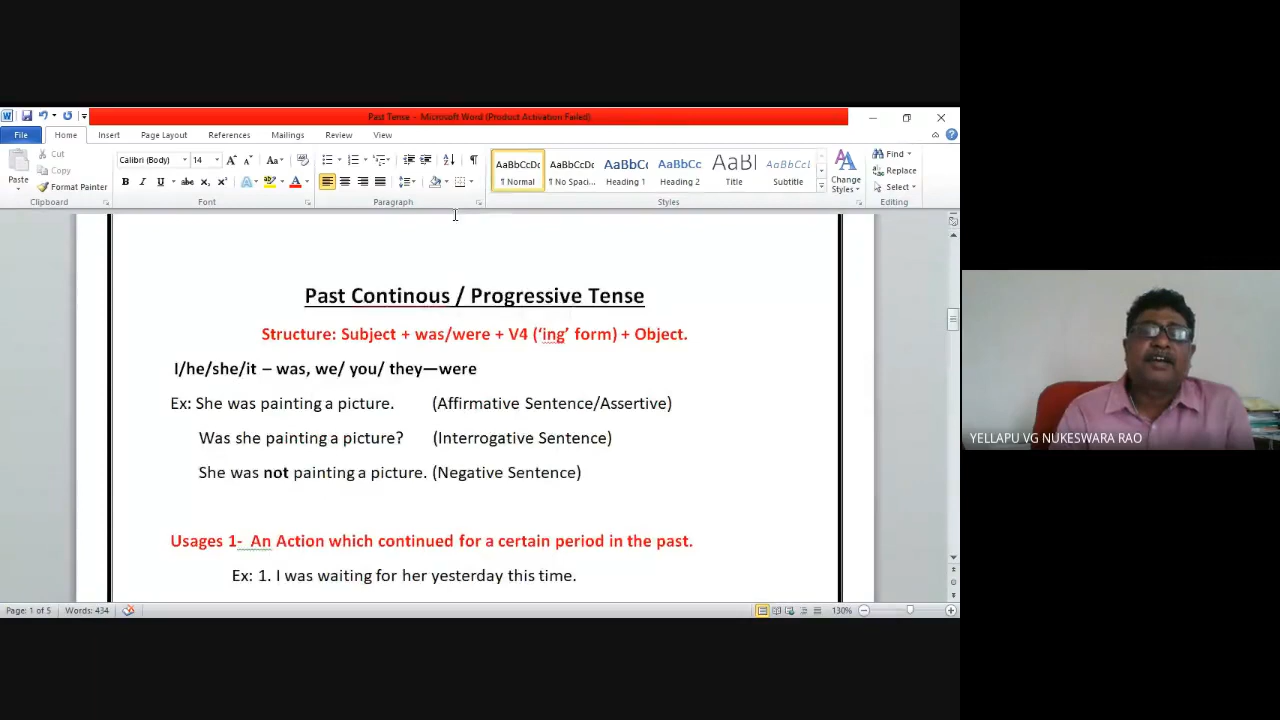 Past Tense - Microsoft Word (Product Activation Failed)
File Home Insert Page Layout References Mailings Review View
Paste Cut Copy Format Painter Clipboard
Calibri (Body) 14 Font
Paragraph
AaBbCcDc AaBbCcDc AaBbCc AaBbCc AaBl AaBbCcl
¶ Normal ¶ No Spaci... Heading 1 Heading 2 Title Subtitle
Change Styles Styles
Find Replace Select Editing
Past Continous / Progressive Tense
Structure: Subject + was/were + V4 (‘ing’ form) + Object.
I/he/she/it – was, we/ you/ they—were
Ex: She was painting a picture. (Affirmative Sentence/Assertive)
Was she painting a picture? (Interrogative Sentence)
She was not painting a picture. (Negative Sentence)
Usages 1- An Action which continued for a certain period in the past.
Ex: 1. I was waiting for her yesterday this time.
Page: 1 of 5 Words: 434 130%
YELLAPU VG NUKESWARA RAO